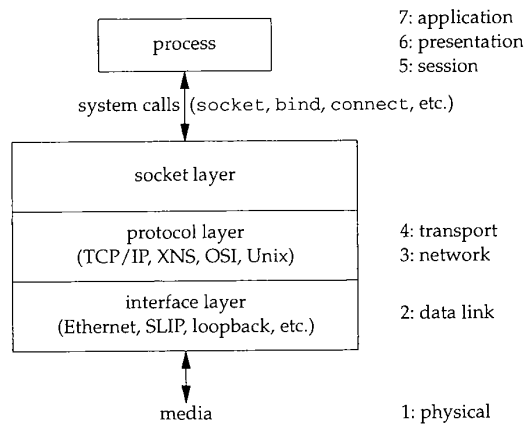 process
7: application
6: presentation
5: session
system calls (socket, bind, connect, etc.)
socket layer
protocol layer
(TCP/IP, XNS, OSI, Unix)
4: transport
3: network
interface layer
(Ethernet, SLIP, loopback, etc.)
2: data link
media
1: physical